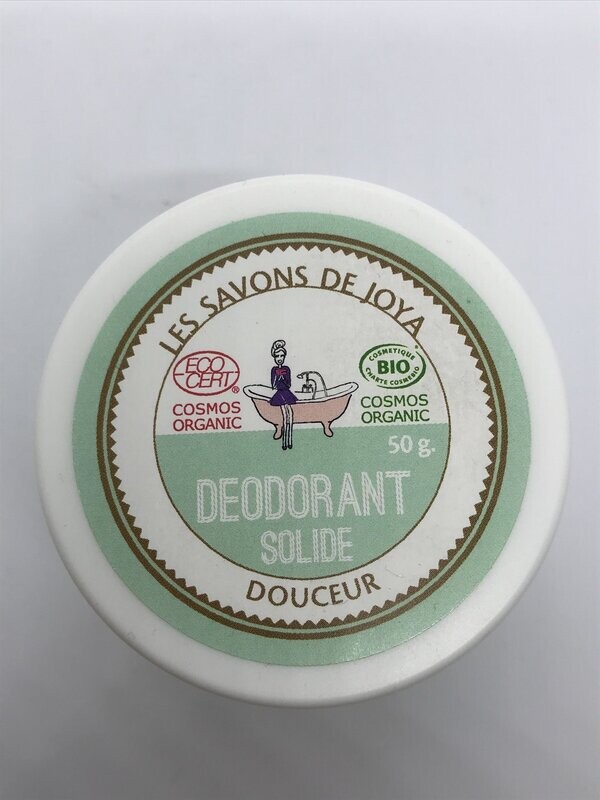 LES SAVONS DE JOYA
ECO
CERT®
COSMOS
ORGANIC
COSMETIQUE
BIO
CHARTE COSMEBIO
COSMOS
ORGANIC
50 g.
DEODORANT
SOLIDE
DOUCEUR